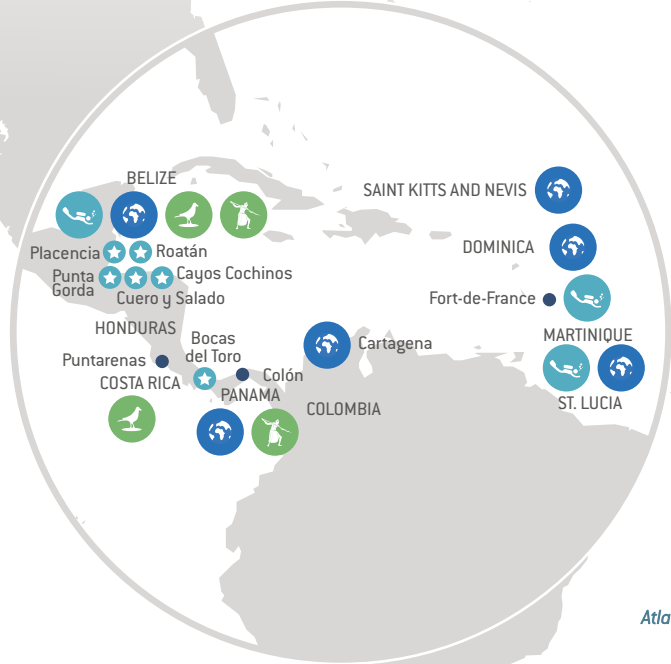 BELIZE
SAINT KITTS AND NEVIS
DOMINICA
Placencia
Roatán
Punta
Gorda
Cayos Cochinos
Cuero y Salado
Fort-de-France
HONDURAS
MARTINIQUE
Bocas
del Toro
Cartagena
Puntarenas
COSTA RICA
Colón
PANAMA
ST. LUCIA
COLOMBIA
Atla